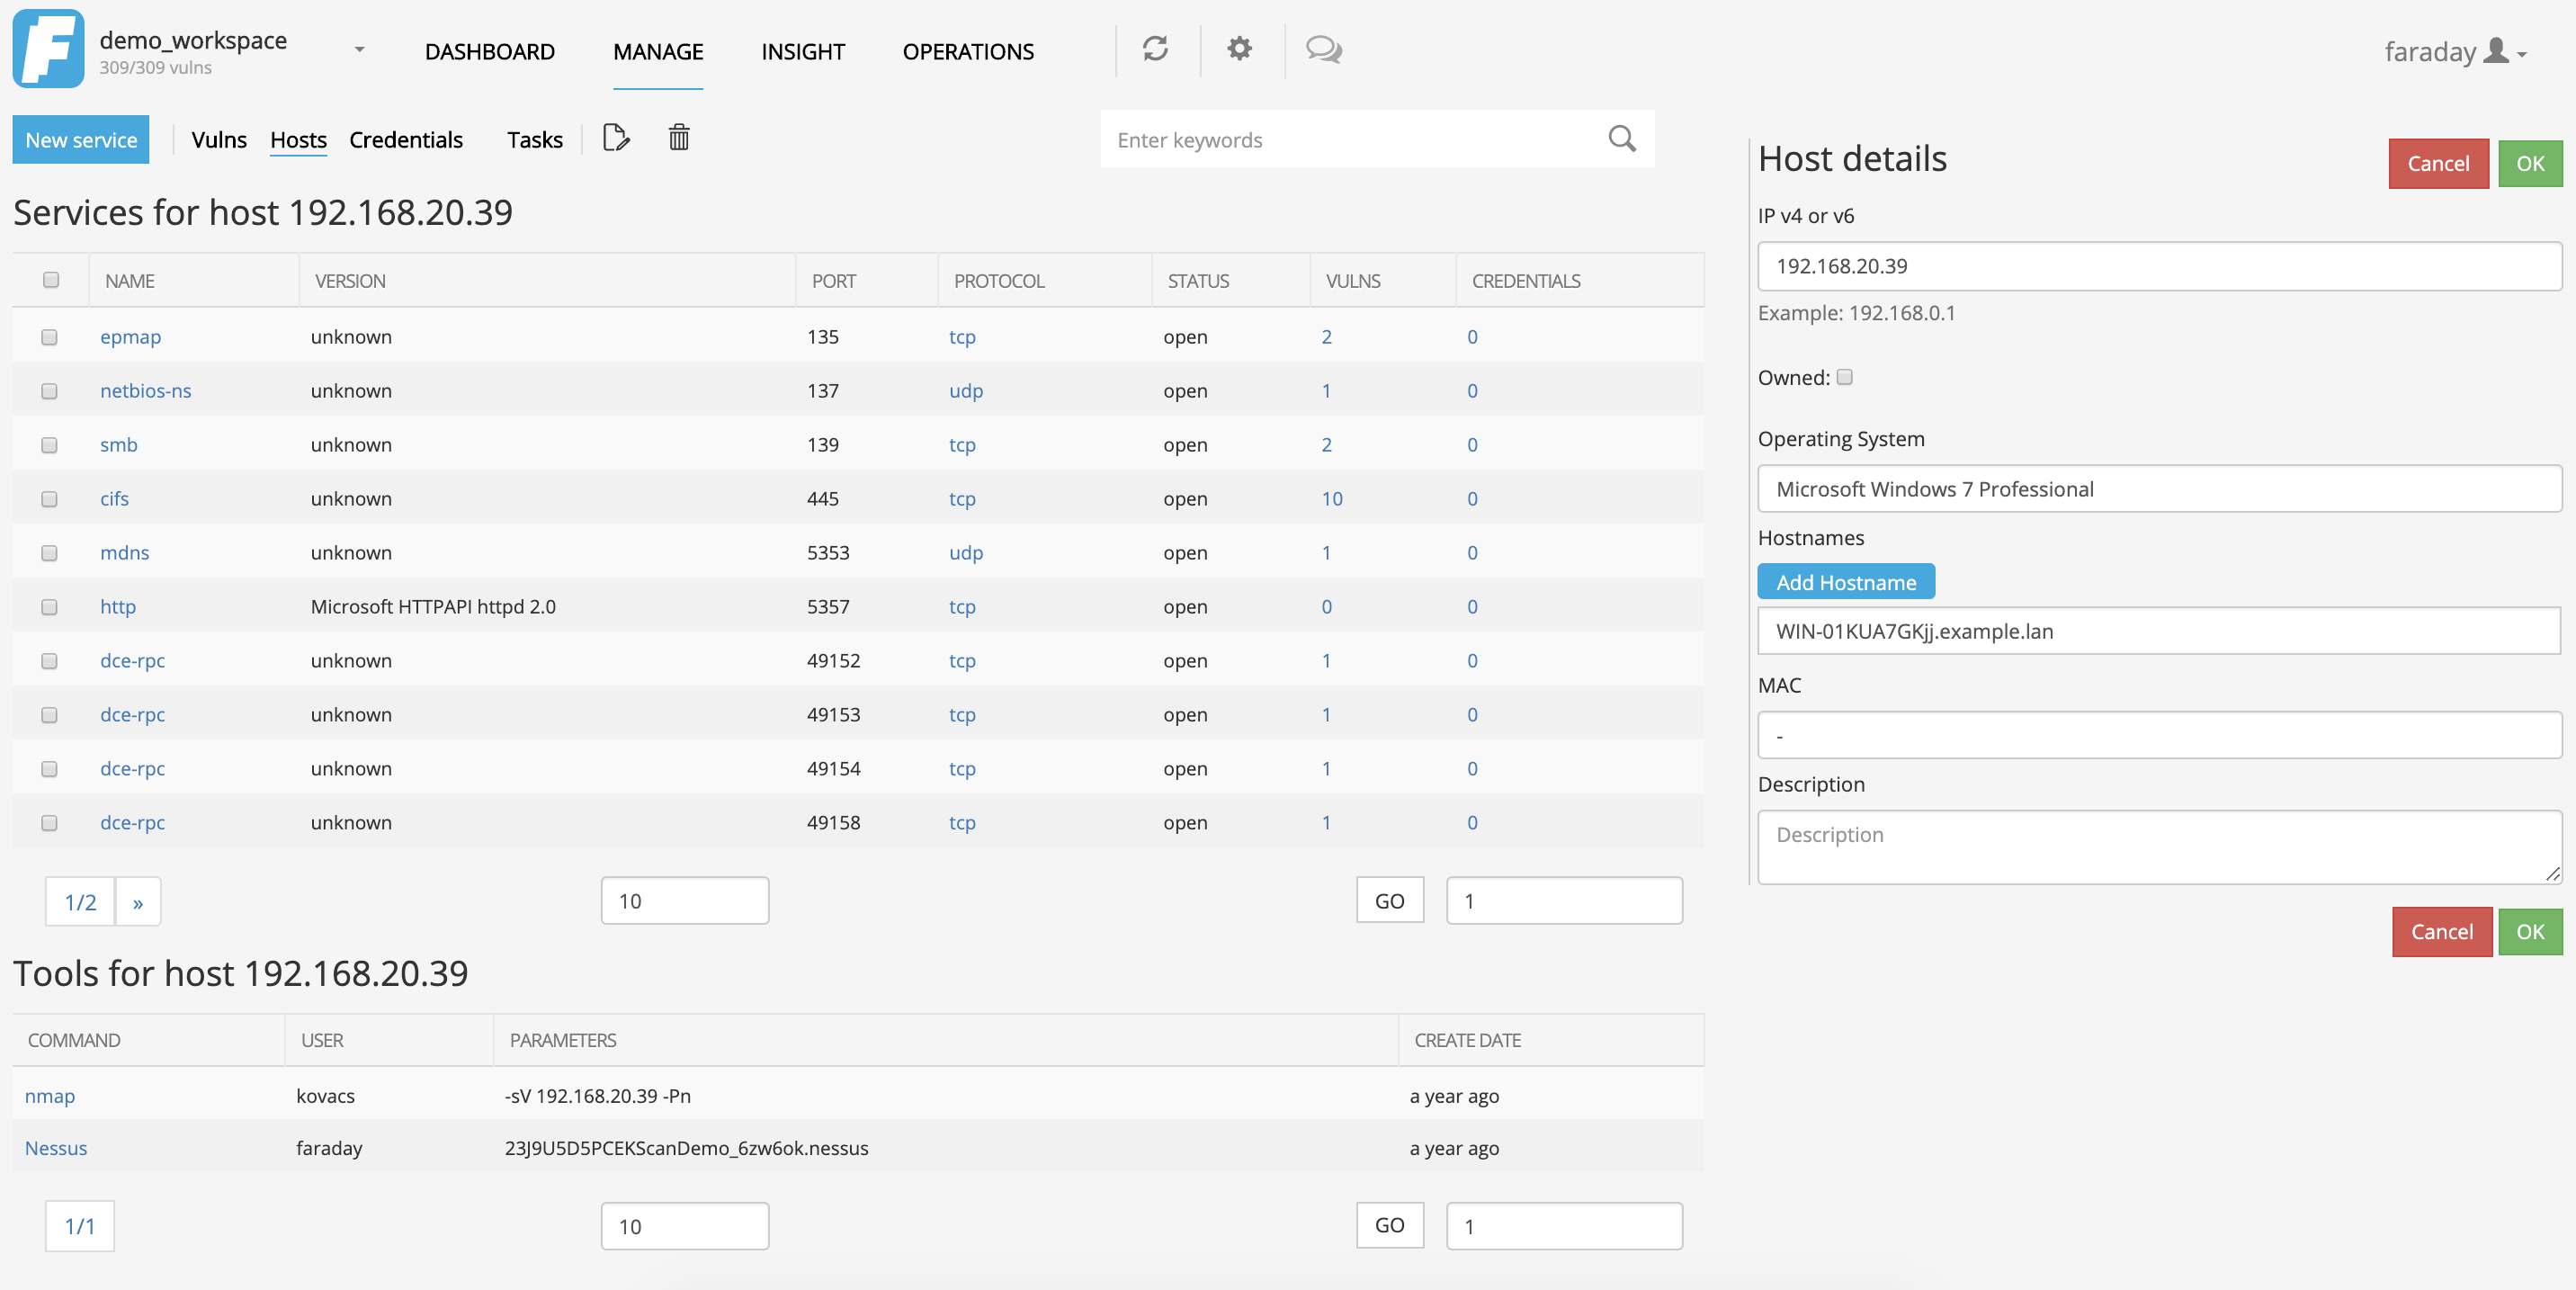 demo_workspace
309/309 vulns
DASHBOARD MANAGE INSIGHT OPERATIONS
faraday
New service Vulns Hosts Credentials Tasks
Enter keywords
Services for host 192.168.20.39
NAME VERSION PORT PROTOCOL STATUS VULNS CREDENTIALS
epmap unknown 135 tcp open 2 0
netbios-ns unknown 137 udp open 1 0
smb unknown 139 tcp open 2 0
cifs unknown 445 tcp open 10 0
mdns unknown 5353 udp open 1 0
http Microsoft HTTPAPI httpd 2.0 5357 tcp open 0 0
dce-rpc unknown 49152 tcp open 1 0
dce-rpc unknown 49153 tcp open 1 0
dce-rpc unknown 49154 tcp open 1 0
dce-rpc unknown 49158 tcp open 1 0
1/2 » 10 GO 1
Tools for host 192.168.20.39
COMMAND USER PARAMETERS CREATE DATE
nmap kovacs -sV 192.168.20.39 -Pn a year ago
Nessus faraday 23J9U5D5PCEKScanDemo_6zw6ok.nessus a year ago
1/1 10 GO 1
Host details Cancel OK
IP v4 or v6
192.168.20.39
Example: 192.168.0.1
Owned:
Operating System
Microsoft Windows 7 Professional
Hostnames
Add Hostname
WIN-01KUA7GKjj.example.lan
MAC
-
Description
Description
Cancel OK